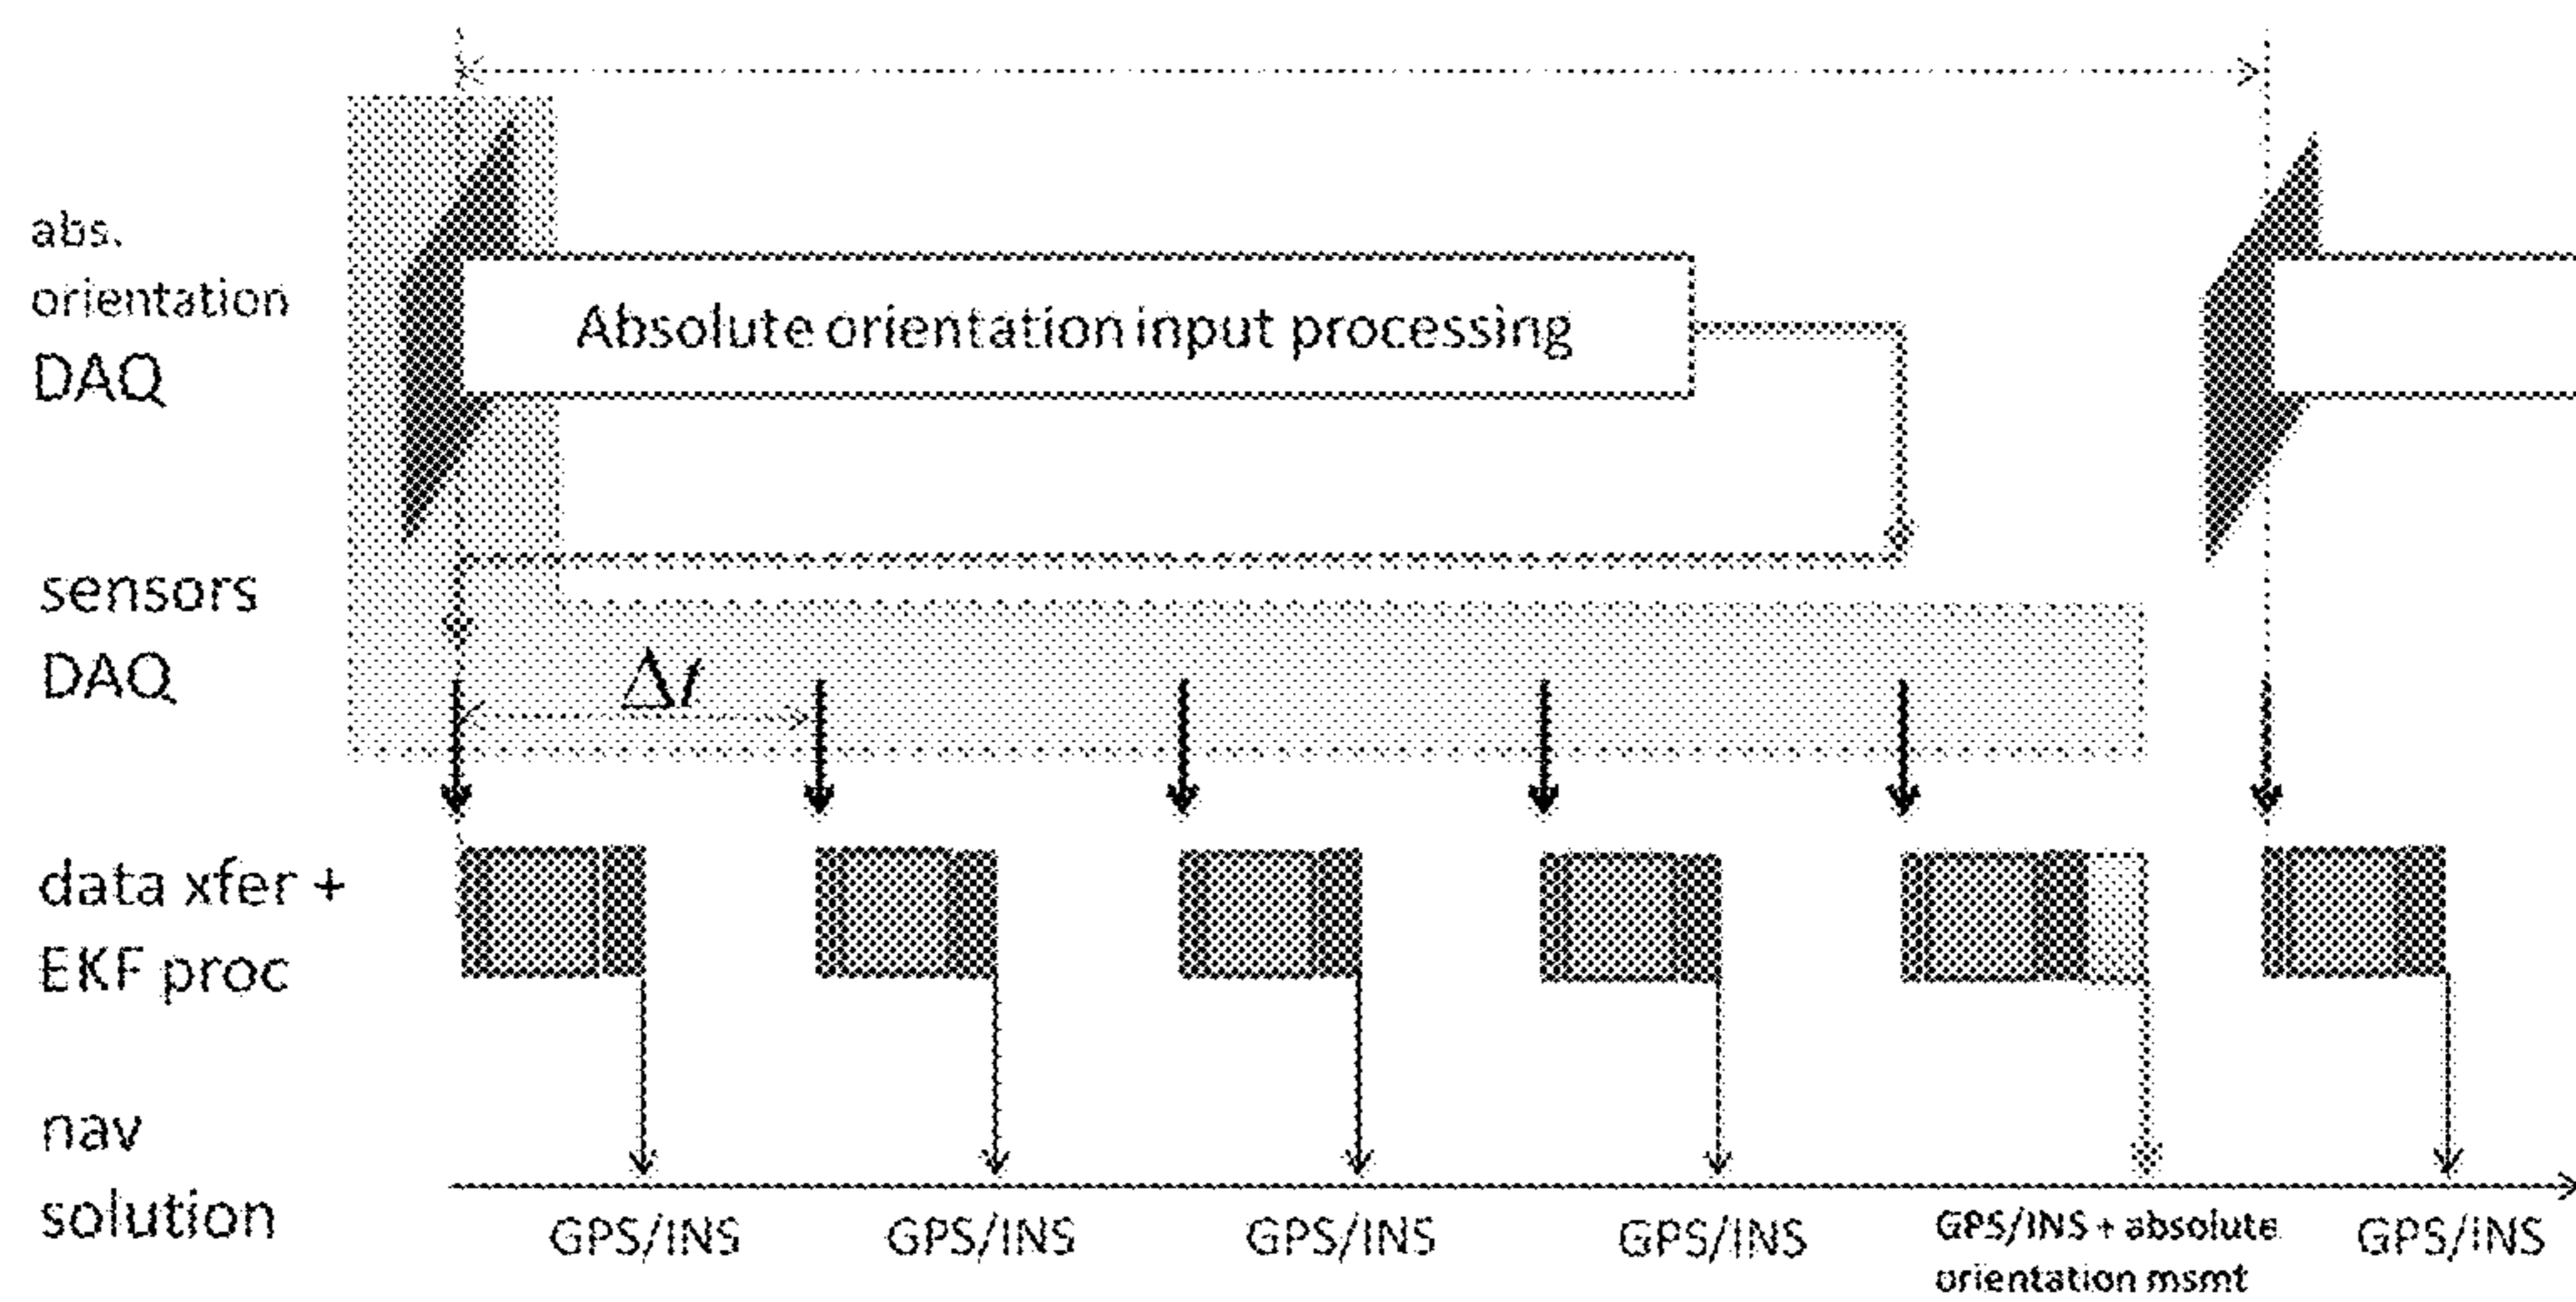 abs.
orientation
DAQ
Absolute orientation input processing
sensors
DAQ
Δt
data xfer +
EKF proc
nav
solution
GPS/INS
GPS/INS
GPS/INS
GPS/INS
GPS/INS + absolute
orientation msmt
GPS/INS